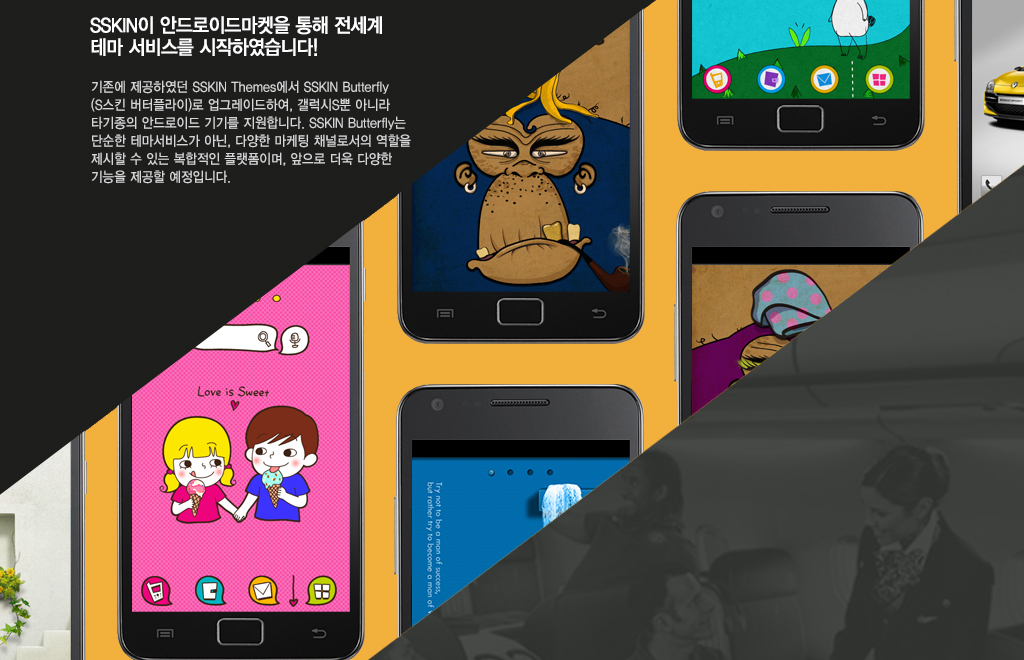 SSKIN이 안드로이드마켓을 통해 전세계
테마 서비스를 시작하였습니다!
기존에 제공하였던 SSKIN Themes에서 SSKIN Butterfly
(S스킨 버터플라이)로 업그레이드하여, 갤럭시S뿐 아니라
타기종의 안드로이드 기기를 지원합니다. SSKIN Butterfly는
단순한 테마서비스가 아닌, 다양한 마케팅 채널로서의 역할을
제시할 수 있는 복합적인 플랫폼이며, 앞으로 더욱 다양한
기능을 제공할 예정입니다.
Love is Sweet
Try not to be a man of success,
but rather try to become a man of